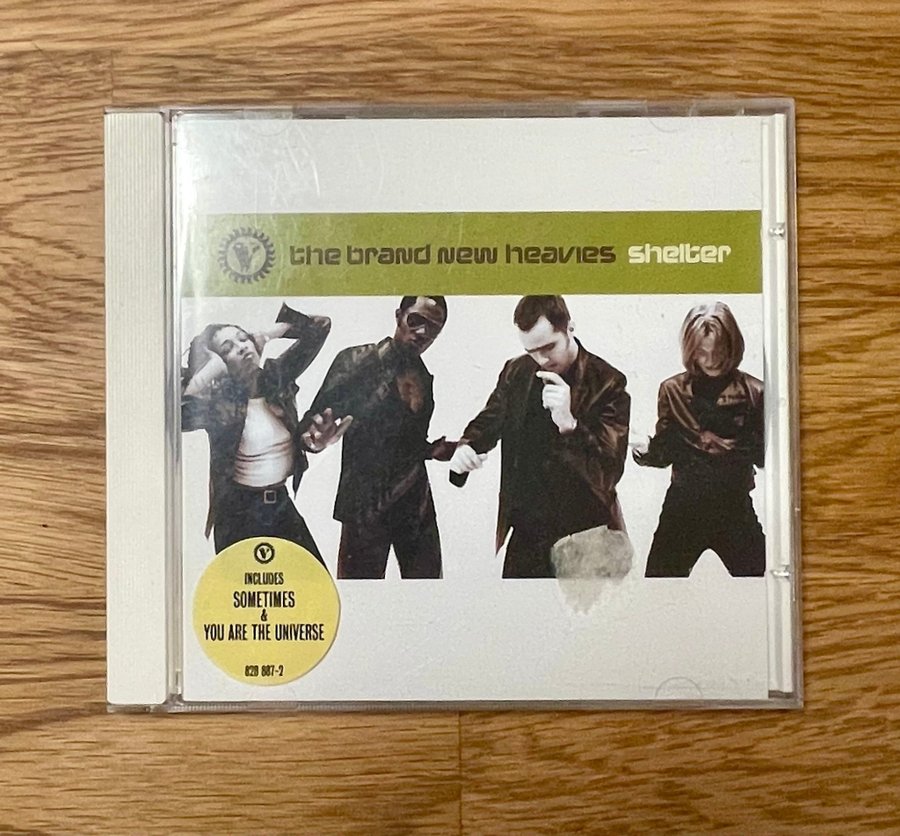 the brand new heavies shelter
INCLUDES
SOMETIMES
&
YOU ARE THE UNIVERSE
828 887-2